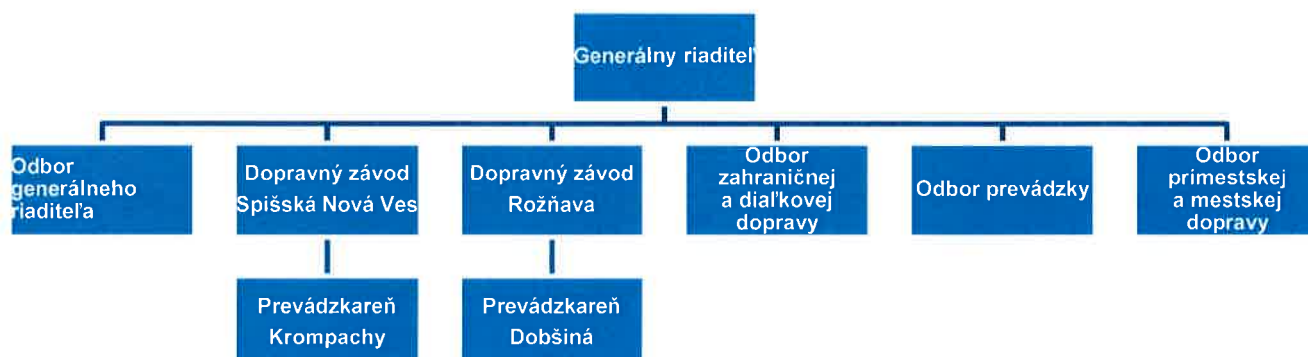 Generálny riaditeľ
Odbor
generálneho
riaditeľa
Dopravný závod
Spišská Nová Ves
Dopravný závod
Rožňava
Odbor
zahraničnej
a diaľkovej
dopravy
Odbor prevádzky
Odbor
prímestskej
a mestskej
dopravy
Prevádzkareň
Krompachy
Prevádzkareň
Dobšiná